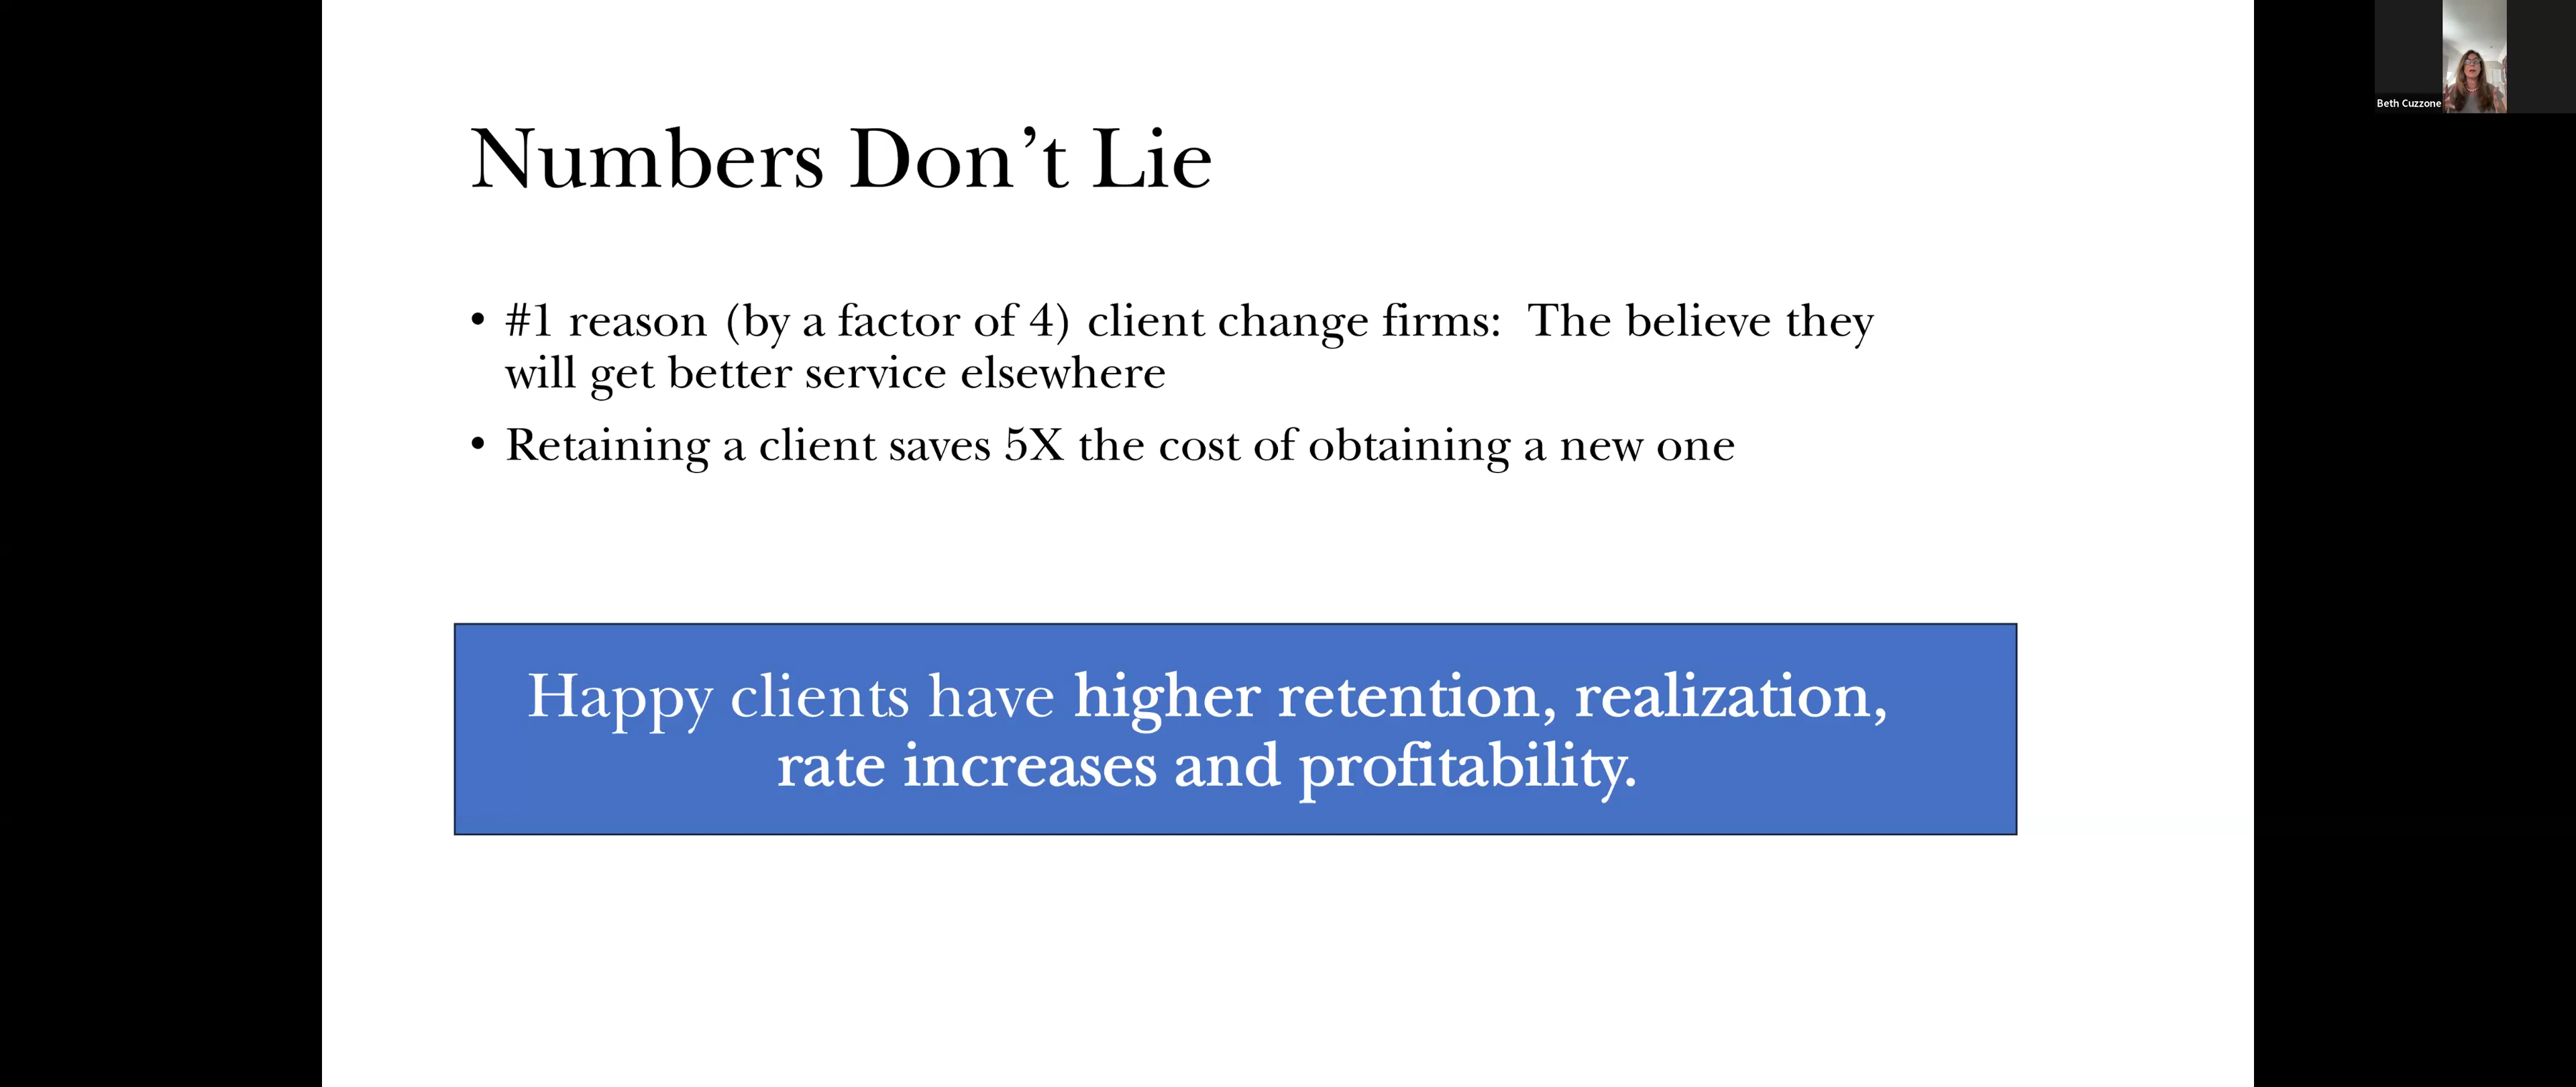 Numbers Don’t Lie
• #1 reason (by a factor of 4) client change firms:  The believe they
will get better service elsewhere
• Retaining a client saves 5X the cost of obtaining a new one
Happy clients have higher retention, realization,
rate increases and profitability.
Beth Cuzzone